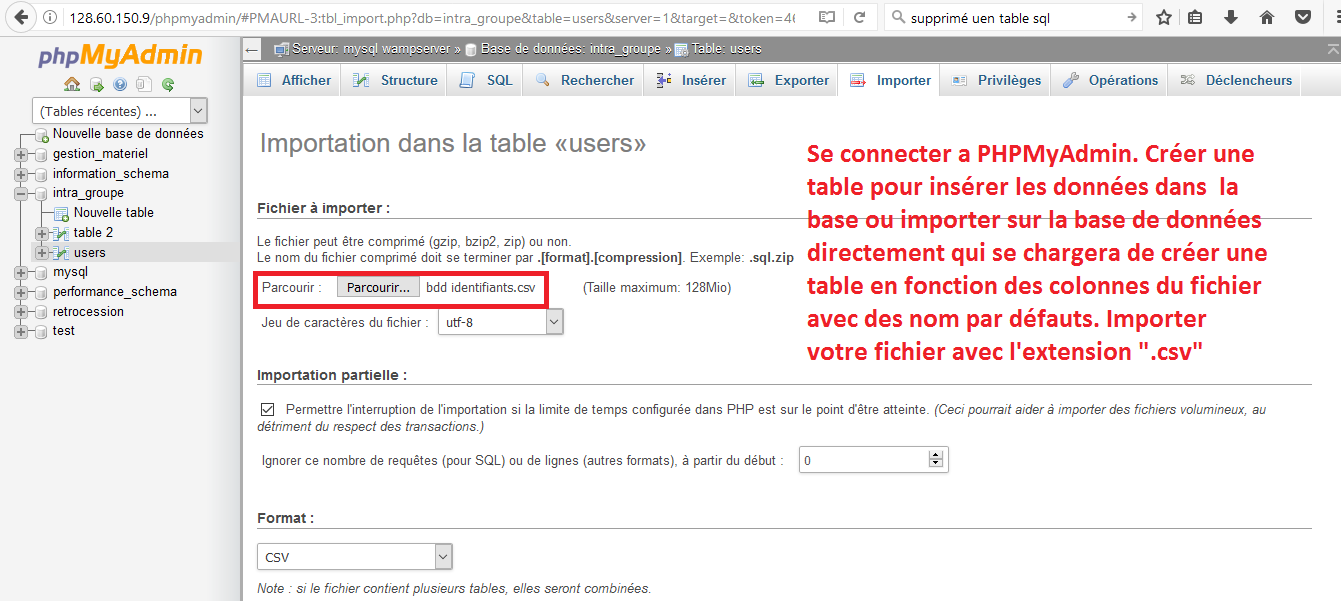 128.60.150.9/phpmyadmin/#PMAURL-3:tbl_import.php?db=intra_groupe&table=users&server=1&target=&token=46
supprimé uen table sql
phpMyAdmin
(Tables récentes) ...
Nouvelle base de données
gestion_materiel
information_schema
intra_groupe
Nouvelle table
table 2
users
mysql
performance_schema
retrocession
test
Serveur: mysql wampserver » Base de données: intra_groupe » Table: users
Afficher Structure SQL Rechercher Insérer Exporter Importer Privilèges Opérations Déclencheurs
Importation dans la table «users»
Se connecter a PHPMyAdmin. Créer une
table pour insérer les données dans la
base ou importer sur la base de données
directement qui se chargera de créer une
table en fonction des colonnes du fichier
avec des nom par défauts. Importer
votre fichier avec l'extension ".csv"
Fichier à importer :
Le fichier peut être comprimé (gzip, bzip2, zip) ou non.
Le nom du fichier comprimé doit se terminer par .[format].[compression]. Exemple: .sql.zip
Parcourir : Parcourir... bdd identifiants.csv (Taille maximum: 128Mio)
Jeu de caractères du fichier : utf-8
Importation partielle :
Permettre l'interruption de l'importation si la limite de temps configurée dans PHP est sur le point d'être atteinte. (Ceci pourrait aider à importer des fichiers volumineux, au
détriment du respect des transactions.)
Ignorer ce nombre de requêtes (pour SQL) ou de lignes (autres formats), à partir du début : 0
Format :
CSV
Note : si le fichier contient plusieurs tables, elles seront combinées.